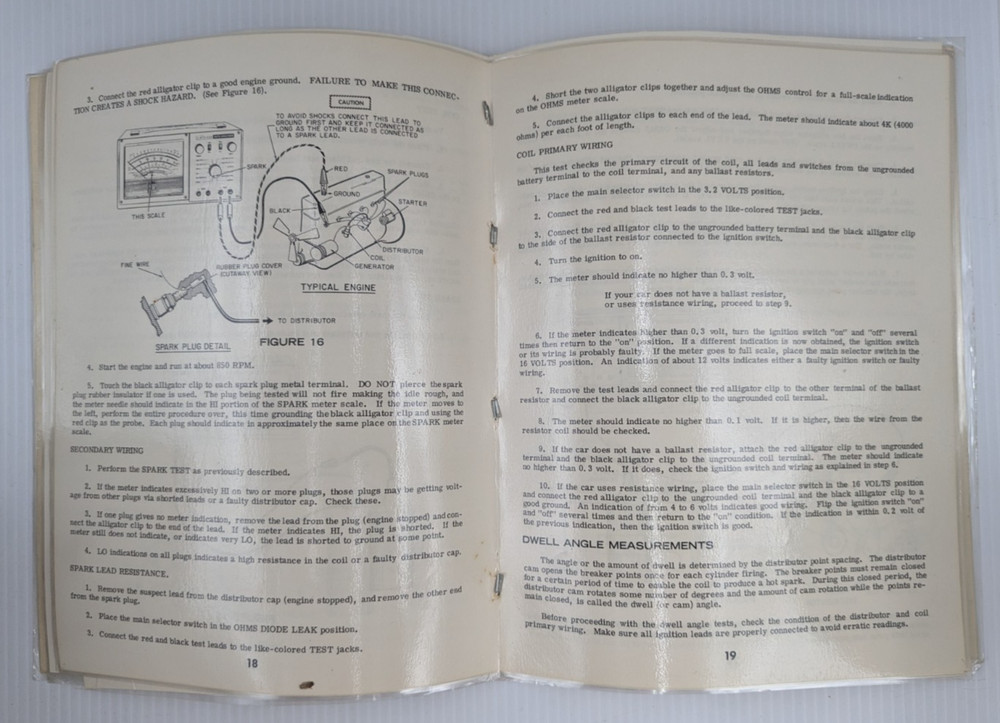 3. Connect the red alligator clip to a good engine ground. FAILURE TO MAKE THIS CONNEC-
TION CREATES A SHOCK HAZARD. (See Figure 16).
CAUTION
TO AVOID SHOCKS CONNECT THIS LEAD TO
GROUND FIRST AND KEEP IT CONNECTED AS
LONG AS THE OTHER LEAD IS CONNECTED
TO A SPARK LEAD.
SPARK
RED
SPARK PLUGS
GROUND
STARTER
BLACK
THIS SCALE
DISTRIBUTOR
COIL
GENERATOR
FINE WIRE
RUBBER PLUG COVER
(CUTAWAY VIEW)
TYPICAL ENGINE
TO DISTRIBUTOR
SPARK PLUG DETAIL
FIGURE 16
4. Start the engine and run at about 850 RPM.
5. Touch the black alligator clip to each spark plug metal terminal. DO NOT pierce the spark
plug rubber insulator if one is used. The plug being tested will not fire making the idle rough, and
the meter needle should indicate in the HI portion of the SPARK meter scale. If the meter moves to
the left, perform the entire procedure over, this time grounding the black alligator clip and using the
red clip as the probe. Each plug should indicate in approximately the same place on the SPARK meter
scale.
SECONDARY WIRING
1. Perform the SPARK TEST as previously described.
2. If the meter indicates excessively HI on two or more plugs, those plugs may be getting volt-
age from other plugs via shorted leads or a faulty distributor cap. Check these.
3. If one plug gives no meter indication, remove the lead from the plug (engine stopped) and con-
nect the alligator clip to the end of the lead. If the meter indicates HI, the plug is shorted. If the
meter still does not indicate, or indicates very LO, the lead is shorted to ground at some point.
4. LO indications on all plugs indicates a high resistance in the coil or a faulty distributor cap.
SPARK LEAD RESISTANCE.
1. Remove the suspect lead from the distributor cap (engine stopped), and remove the other end
from the spark plug.
2. Place the main selector switch in the OHMS DIODE LEAK position.
3. Connect the red and black test leads to the like-colored TEST jacks.
18
4. Short the two alligator clips together and adjust the OHMS control for a full-scale indication
on the OHMS meter scale.
5. Connect the alligator clips to each end of the lead. The meter should indicate about 4K (4000
ohms) per each foot of length.
COIL PRIMARY WIRING
This test checks the primary circuit of the coil, all leads and switches from the ungrounded
battery terminal to the coil terminal, and any ballast resistors.
1. Place the main selector switch in the 3.2 VOLTS position.
2. Connect the red and black test leads to the like-colored TEST jacks.
3. Connect the red alligator clip to the ungrounded battery terminal and the black alligator clip
to the side of the ballast resistor connected to the ignition switch.
4. Turn the ignition to on.
5. The meter should indicate no higher than 0.3 volt.
If your car does not have a ballast resistor,
or uses resistance wiring, proceed to step 9.
6. If the meter indicates higher than 0.3 volt, turn the ignition switch "on" and "off" several
times then return to the "on" position. If a different indication is now obtained, the ignition switch
or its wiring is probably faulty. If the meter goes to full scale, place the main selector switch in the
16 VOLTS position. An indication of about 12 volts indicates either a faulty ignition switch or faulty
wiring.
7. Remove the test leads and connect the red alligator clip to the other terminal of the ballast
resistor and connect the black alligator clip to the ungrounded coil terminal.
8. The meter should indicate no higher than 0.1 volt. If it is higher, then the wire from the
resistor coil should be checked.
9. If the car does not have a ballast resistor, attach the red alligator clip to the ungrounded
terminal and the black alligator clip to the ungrounded coil terminal. The meter should indicate
no higher than 0.3 volt. If it does, check the ignition switch and wiring as explained in step 6.
10. If the car uses resistance wiring, place the main selector switch in the 16 VOLTS position
and connect the red alligator clip to the ungrounded coil terminal and the black alligator clip to a
good ground. An indication of from 4 to 6 volts indicates good wiring. Flip the ignition switch "on"
and "off" several times and then return to the "on" condition. If the indication is within 0.2 volt of
the previous indication, then the ignition switch is good.
DWELL ANGLE MEASUREMENTS
The angle or the amount of dwell is determined by the distributor point spacing. The distributor
cam opens the breaker points once for each cylinder firing. The breaker points must remain closed
for a certain period of time to enable the coil to produce a hot spark. During this closed period, the
distributor cam rotates some number of degrees and the amount of cam rotation while the points re-
main closed, is called the dwell (or cam) angle.
Before proceeding with the dwell angle tests, check the condition of the distributor and coil
primary wiring. Make sure all ignition leads are properly connected to avoid erratic readings.
19